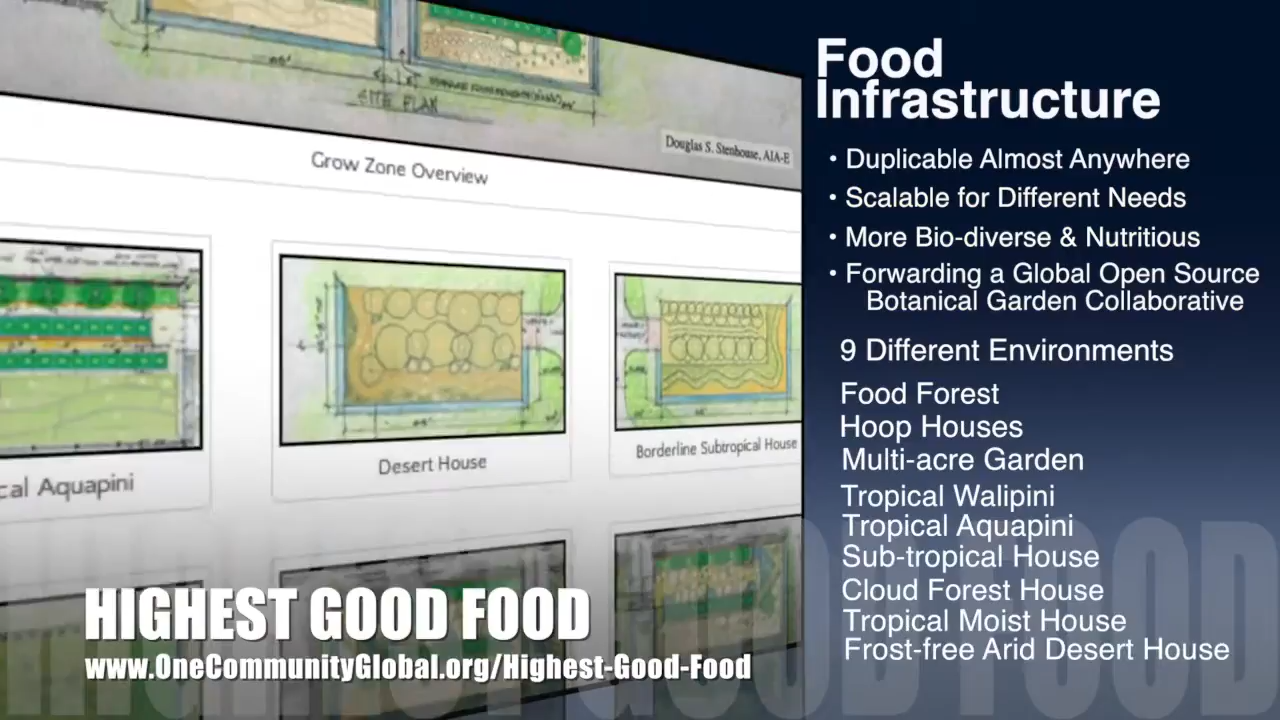 SITE PLAN
Douglas S. Stenhouse, AIA-E
Grow Zone Overview
cal Aquapini
Desert House
Borderline Subtropical House
HIGHEST GOOD FOOD
www.OneCommunityGlobal.org/Highest-Good-Food
Food
Infrastructure
• Duplicable Almost Anywhere
• Scalable for Different Needs
• More Bio-diverse & Nutritious
• Forwarding a Global Open Source
Botanical Garden Collaborative
9 Different Environments
Food Forest
Hoop Houses
Multi-acre Garden
Tropical Walipini
Tropical Aquapini
Sub-tropical House
Cloud Forest House
Tropical Moist House
Frost-free Arid Desert House
HIGHEST GOOD FOOD